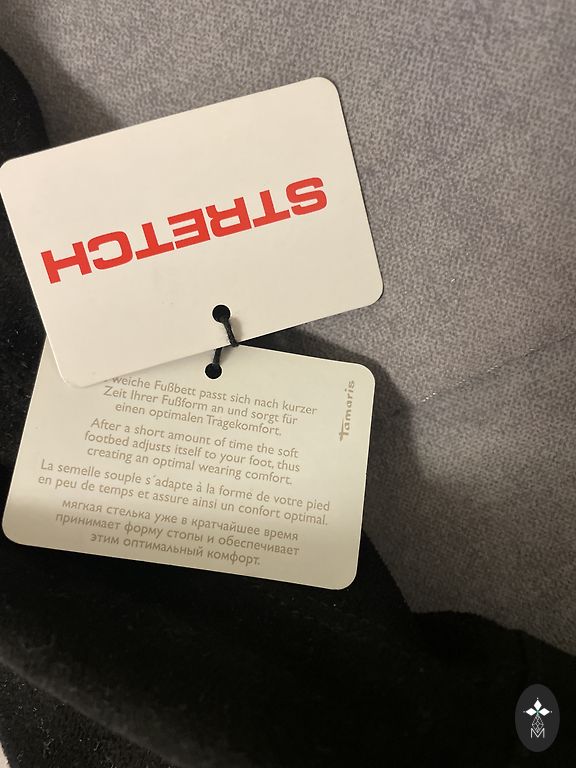 STRETCH
weiche Fußbett passt sich nach kurzer
Zeit Ihrer Fußform an und sorgt für
einen optimalen Tragekomfort.
After a short amount of time the soft
footbed adjusts itself to your foot, thus
creating an optimal wearing comfort.
La semelle souple s'adapte à la forme de votre pied
en peu de temps et assure ainsi un confort optimal.
мягкая стелька уже в кратчайшее время
принимает форму стопы и обеспечивает
этим оптимальный комфорт.
Tamaris
M